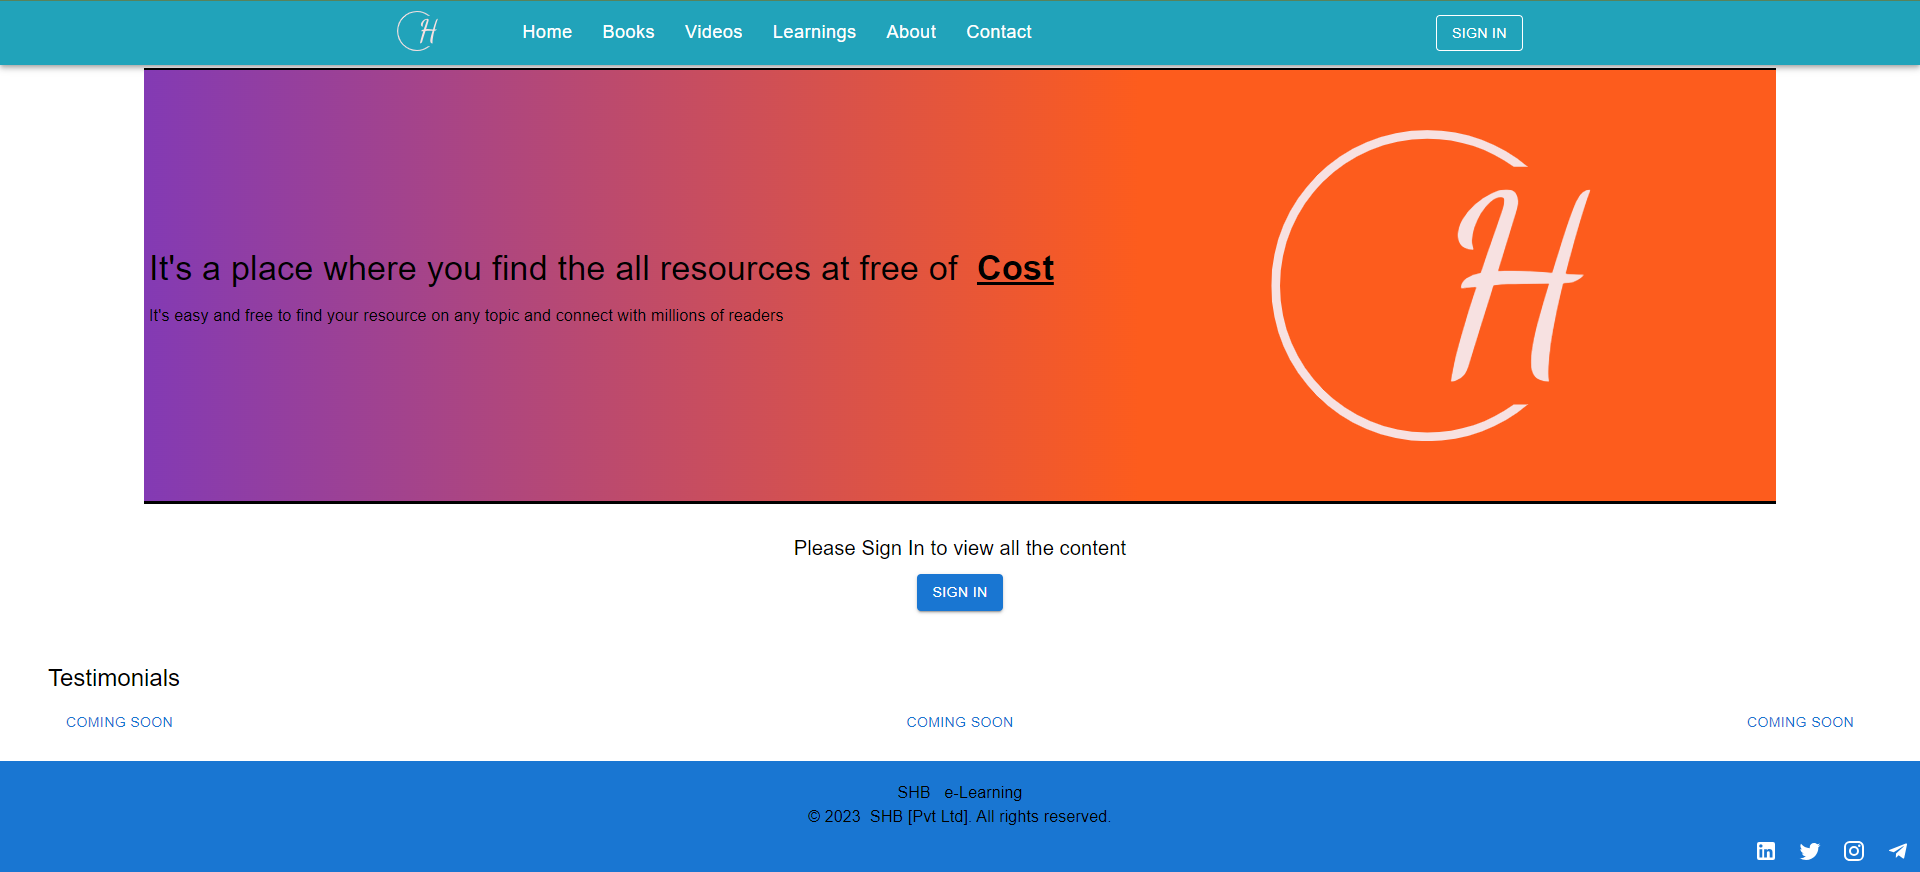 H
Home Books Videos Learnings About Contact SIGN IN
It's a place where you find the all resources at free of Cost
It's easy and free to find your resource on any topic and connect with millions of readers
H
Please Sign In to view all the content
SIGN IN
Testimonials
COMING SOON COMING SOON COMING SOON
SHB e-Learning
© 2023 SHB [Pvt Ltd]. All rights reserved.
in